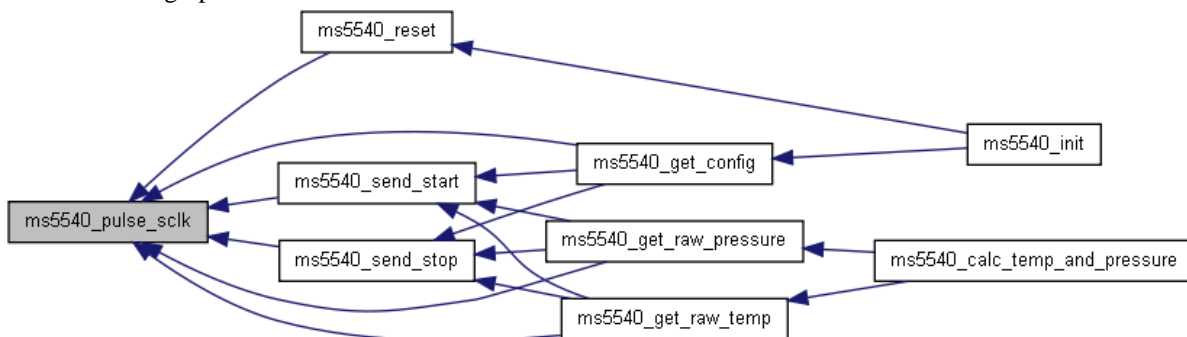 ms5540_reset
ms5540_init
ms5540_get_config
ms5540_send_start
ms5540_pulse_sclk
ms5540_get_raw_pressure
ms5540_send_stop
ms5540_calc_temp_and_pressure
ms5540_get_raw_temp